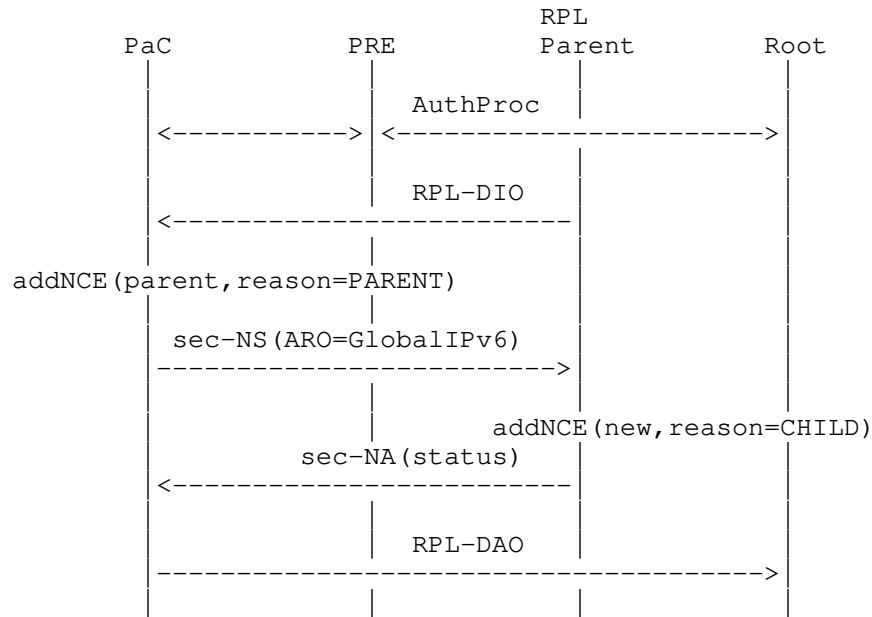 RPL
PaC PRE Parent Root
AuthProc
RPL-DIO
addNCE(parent,reason=PARENT)
sec-NS(ARO=GlobalIPv6)
addNCE(new,reason=CHILD)
sec-NA(status)
RPL-DAO